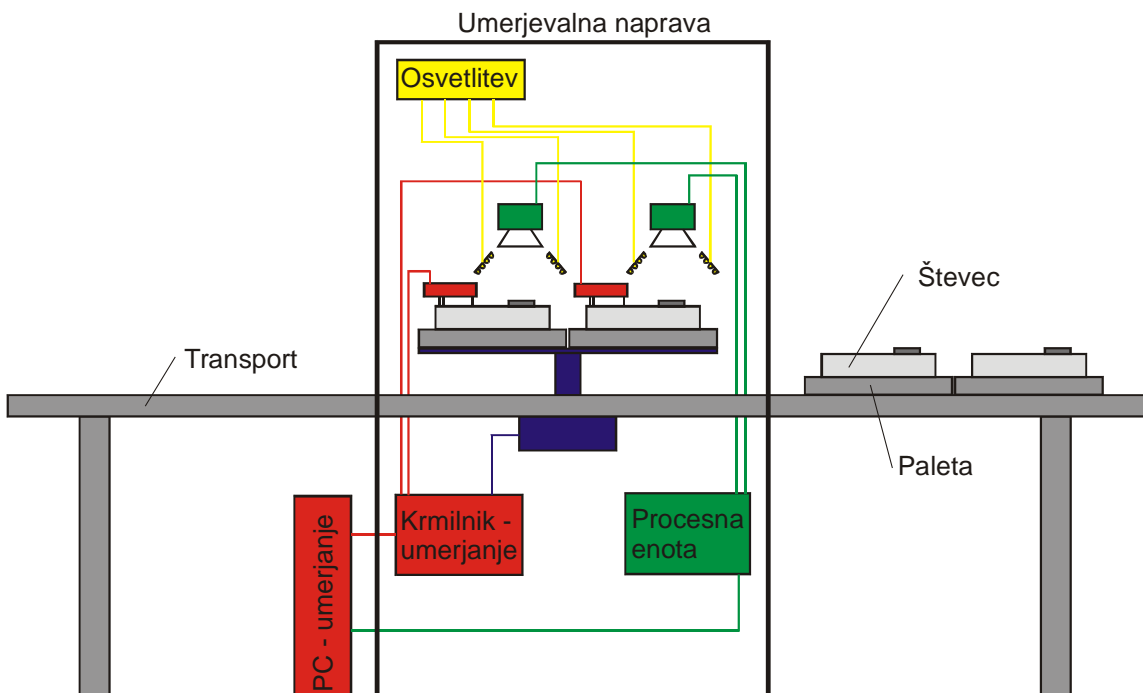 Umerjevalna naprava
Osvetlitev
Števec
Transport
Paleta
Krmilnik -
umerjanje
Procesna
enota
PC - umerjanje